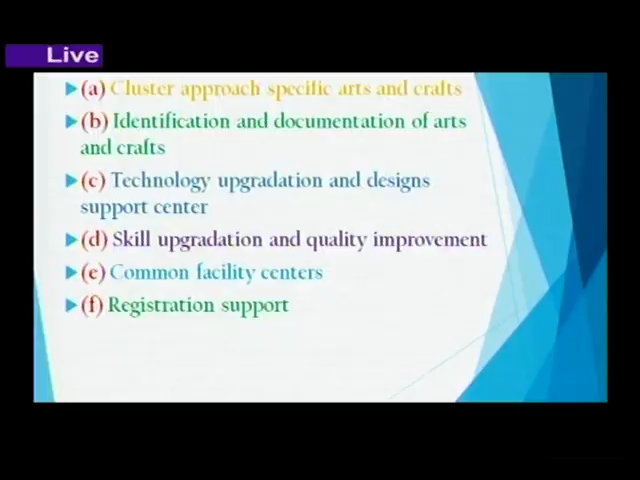 Live
(a) Cluster approach specific arts and crafts
(b) Identification and documentation of arts
and crafts
(c) Technology upgradation and designs
support center
(d) Skill upgradation and quality improvement
(e) Common facility centers
(f) Registration support